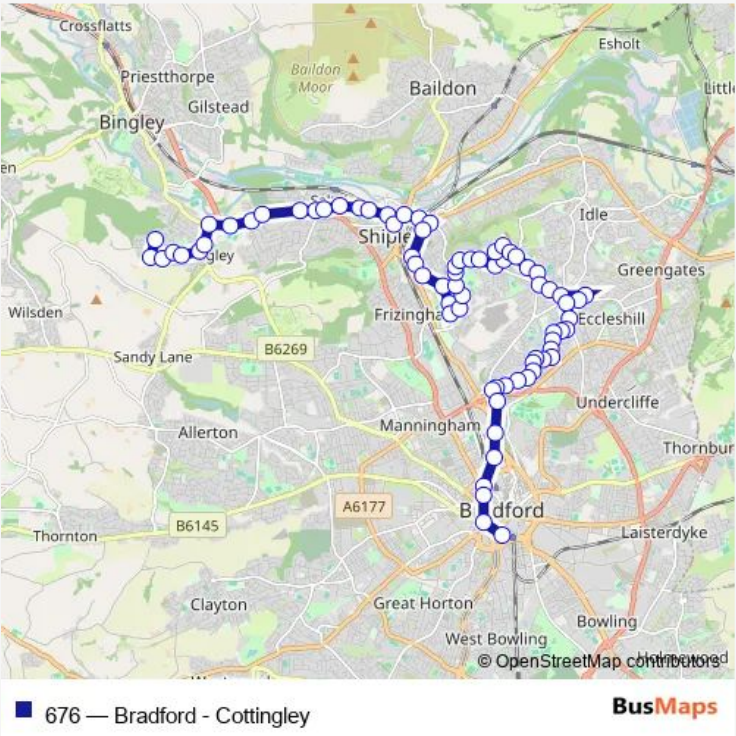 Crossflatts
Esholt
Priestthorpe
Baildon
Moor
Baildon
Gilstead
Bingley
Idle
Greengates
Wilsden
Frizingha
Eccleshill
Sandy Lane
B6269
Undercliffe
Manningham
Allerton
Thornbur
A6177
B6145
Thornton
Laisterdyke
Clayton
Great Horton
Bowling
West Bowling
© OpenStreetMap contributors
676 — Bradford - Cottingley
BusMaps